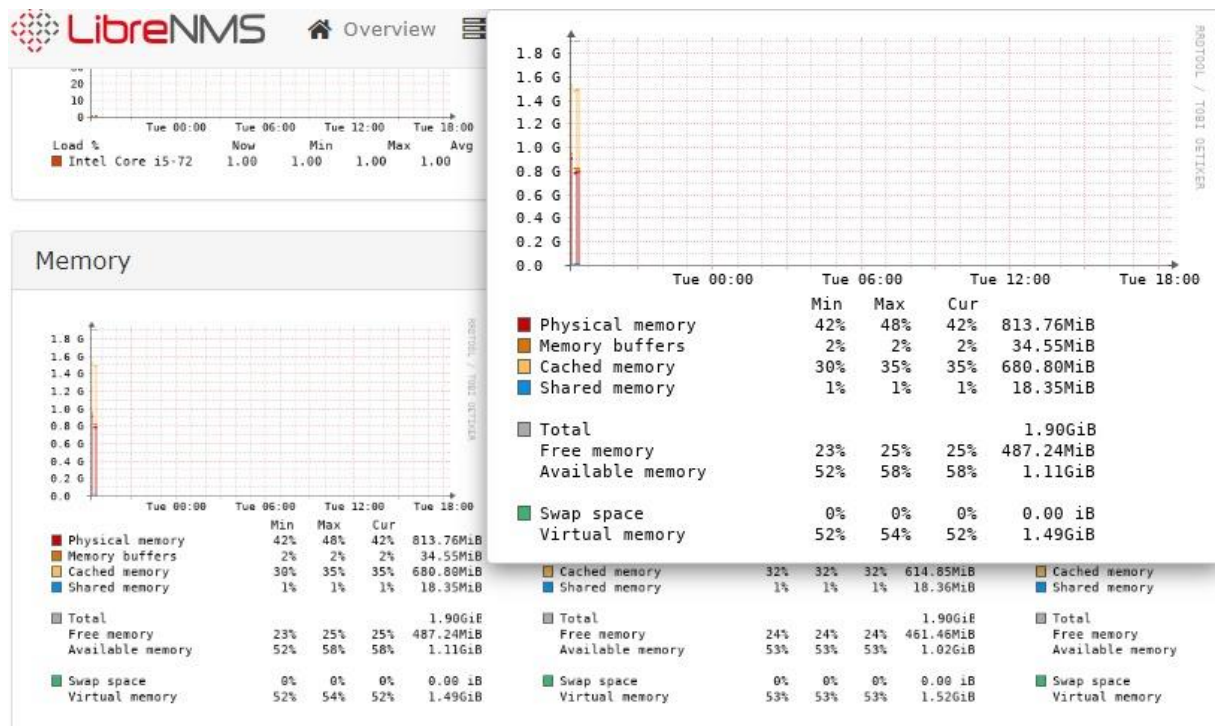 LibreNMS Overview
20
10
0
Tue 00:00 Tue 06:00 Tue 12:00 Tue 18:00
Load % Now Min Max Avg
Intel Core i5-72 1.00 1.00 1.00 1.00
Memory
1.8 G
1.6 G
1.4 G
1.2 G
1.0 G
0.8 G
0.6 G
0.4 G
0.2 G
0.0
Tue 00:00 Tue 06:00 Tue 12:00 Tue 18:00
RRDTOOL / TOBI OETIKER
Min Max Cur
Physical memory 42% 48% 42% 813.76MiB
Memory buffers 2% 2% 2% 34.55MiB
Cached memory 30% 35% 35% 680.80MiB
Shared memory 1% 1% 1% 18.35MiB
Total 1.90GiB
Free memory 23% 25% 25% 487.24MiB
Available memory 52% 58% 58% 1.11GiB
Swap space 0% 0% 0% 0.00 iB
Virtual memory 52% 54% 52% 1.49GiB
1.8 G
1.6 G
1.4 G
1.2 G
1.0 G
0.8 G
0.6 G
0.4 G
0.2 G
0.0
Tue 00:00 Tue 06:00 Tue 12:00 Tue 18:00
RRDTOOL / TOBI OETIKER
Min Max Cur
Physical memory 42% 48% 42% 813.76MiB
Memory buffers 2% 2% 2% 34.55MiB
Cached memory 30% 35% 35% 680.80MiB
Shared memory 1% 1% 1% 18.35MiB
Total 1.90GiB
Free memory 23% 25% 25% 487.24MiB
Available memory 52% 58% 58% 1.11GiB
Swap space 0% 0% 0% 0.00 iB
Virtual memory 52% 54% 52% 1.49GiB
Cached memory 32% 32% 32% 614.85MiB
Shared memory 1% 1% 1% 18.36MiB
Total 1.90GiB
Free memory 24% 24% 24% 461.46MiB
Available memory 53% 53% 53% 1.02GiB
Swap space 0% 0% 0% 0.00 iB
Virtual memory 53% 53% 53% 1.52GiB
Cached memory
Shared memory
Total
Free memory
Available memory
Swap space
Virtual memory